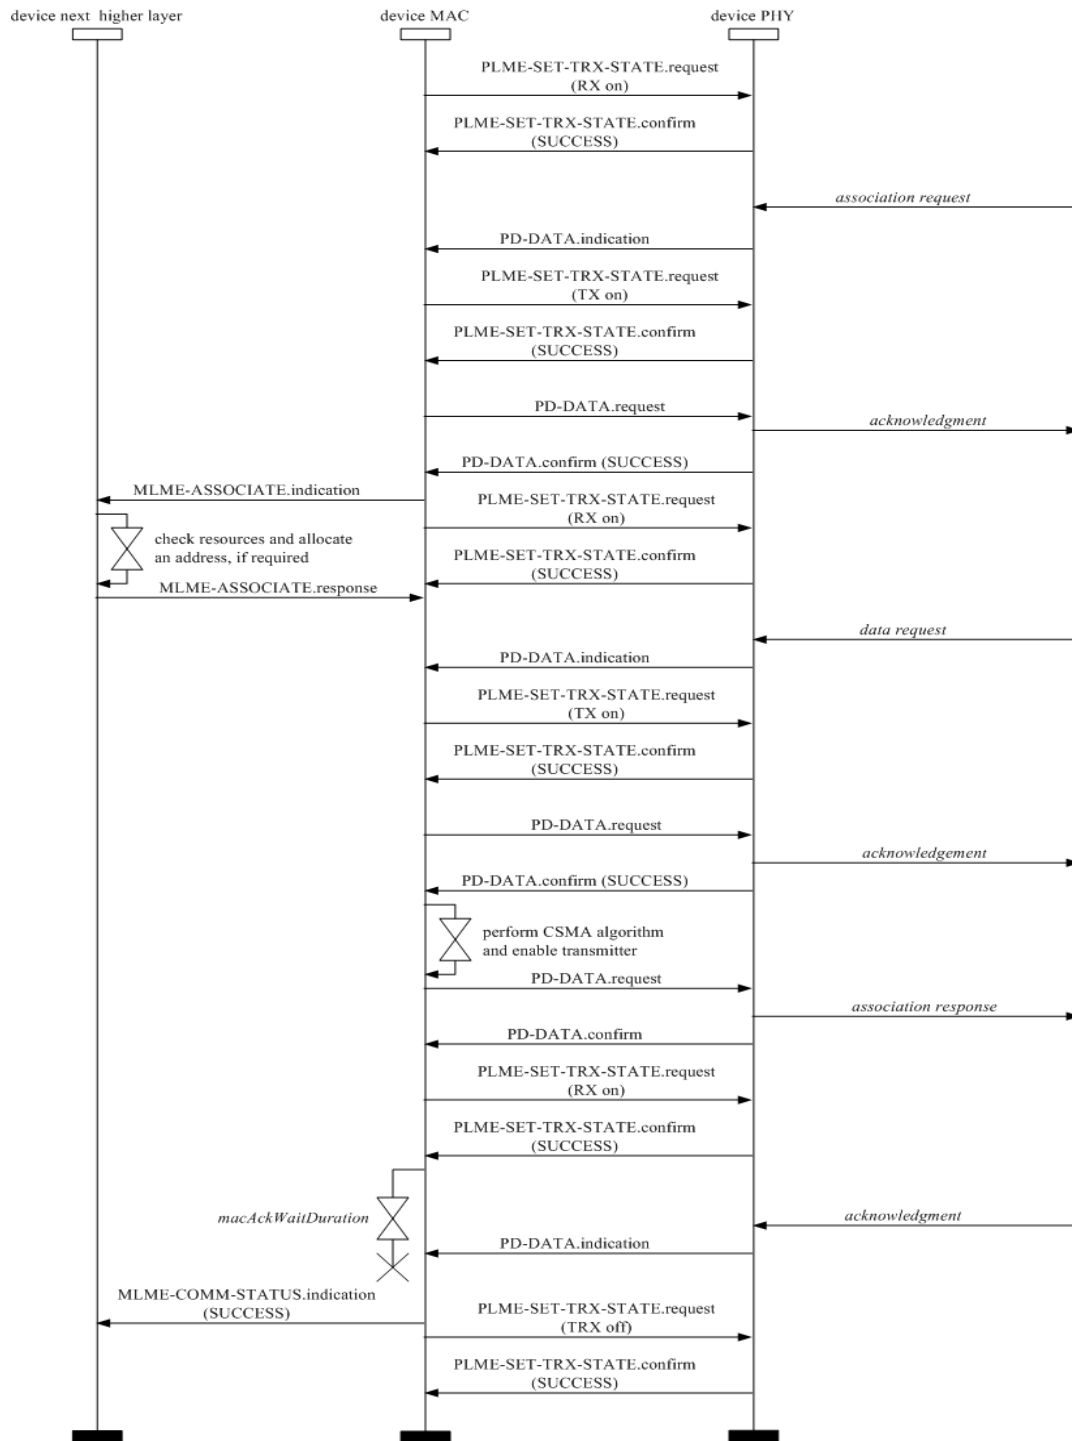 device next higher layer
device MAC
device PHY
PLME-SET-TRX-STATE.request
(RX on)
PLME-SET-TRX-STATE.confirm
(SUCCESS)
association request
PD-DATA.indication
PLME-SET-TRX-STATE.request
(TX on)
PLME-SET-TRX-STATE.confirm
(SUCCESS)
PD-DATA.request
acknowledgment
PD-DATA.confirm (SUCCESS)
MLME-ASSOCIATE.indication
PLME-SET-TRX-STATE.request
(RX on)
check resources and allocate
an address, if required
PLME-SET-TRX-STATE.confirm
(SUCCESS)
MLME-ASSOCIATE.response
data request
PD-DATA.indication
PLME-SET-TRX-STATE.request
(TX on)
PLME-SET-TRX-STATE.confirm
(SUCCESS)
PD-DATA.request
acknowledgement
PD-DATA.confirm (SUCCESS)
perform CSMA algorithm
and enable transmitter
PD-DATA.request
association response
PD-DATA.confirm
PLME-SET-TRX-STATE.request
(RX on)
PLME-SET-TRX-STATE.confirm
(SUCCESS)
macAckWaitDuration
acknowledgment
PD-DATA.indication
MLME-COMM-STATUS.indication
(SUCCESS)
PLME-SET-TRX-STATE.request
(TRX off)
PLME-SET-TRX-STATE.confirm
(SUCCESS)